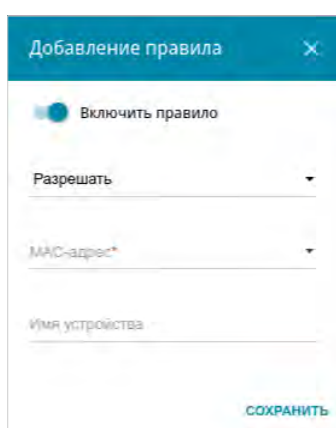 Добавление правила
Включить правило
Разрешать
MAC-адрес*
Имя устройства
СОХРАНИТЬ